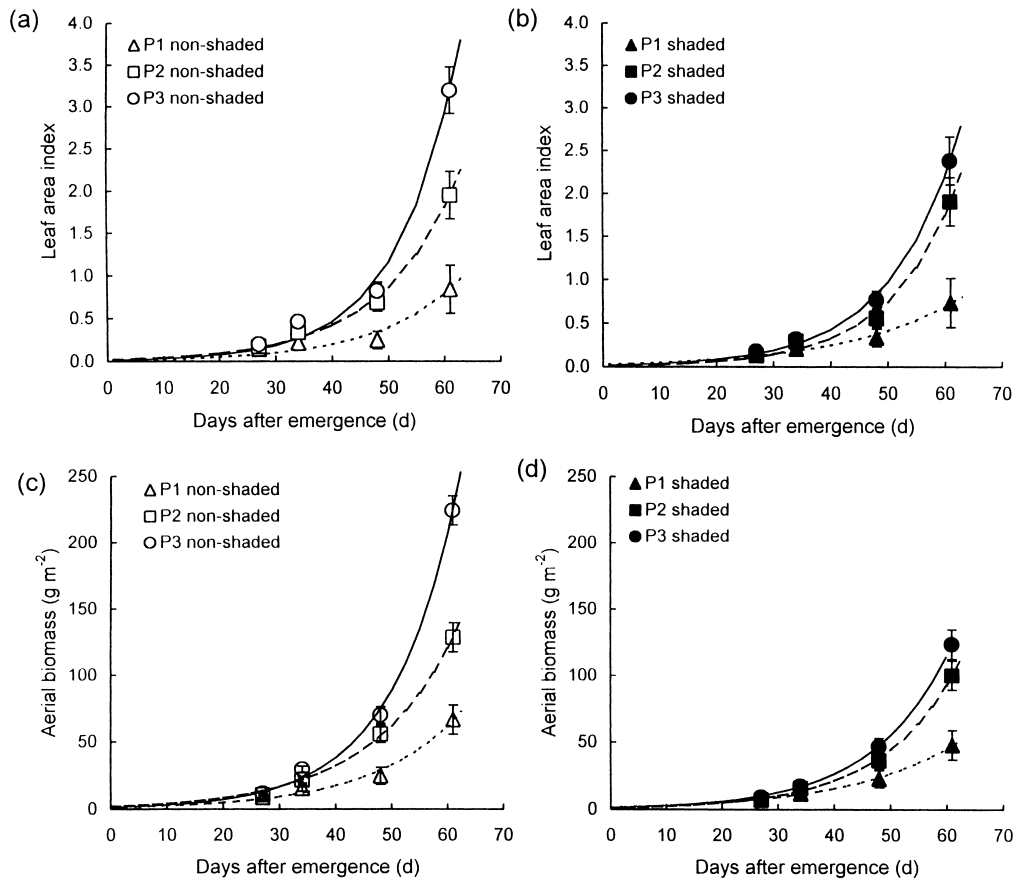 (a)
4.0
3.5
3.0
2.5
2.0
1.5
1.0
0.5
0.0
Leaf area index
P1 non-shaded
P2 non-shaded
P3 non-shaded
0 10 20 30 40 50 60 70
Days after emergence (d)
(b)
4.0
3.5
3.0
2.5
2.0
1.5
1.0
0.5
0.0
Leaf area index
P1 shaded
P2 shaded
P3 shaded
0 10 20 30 40 50 60 70
Days after emergence (d)
(c)
250
200
150
100
50
0
Aerial biomass (g m⁻²)
P1 non-shaded
P2 non-shaded
P3 non-shaded
0 10 20 30 40 50 60 70
Days after emergence (d)
(d)
250
200
150
100
50
0
Aerial biomass (g m⁻²)
P1 shaded
P2 shaded
P3 shaded
0 10 20 30 40 50 60 70
Days after emergence (d)